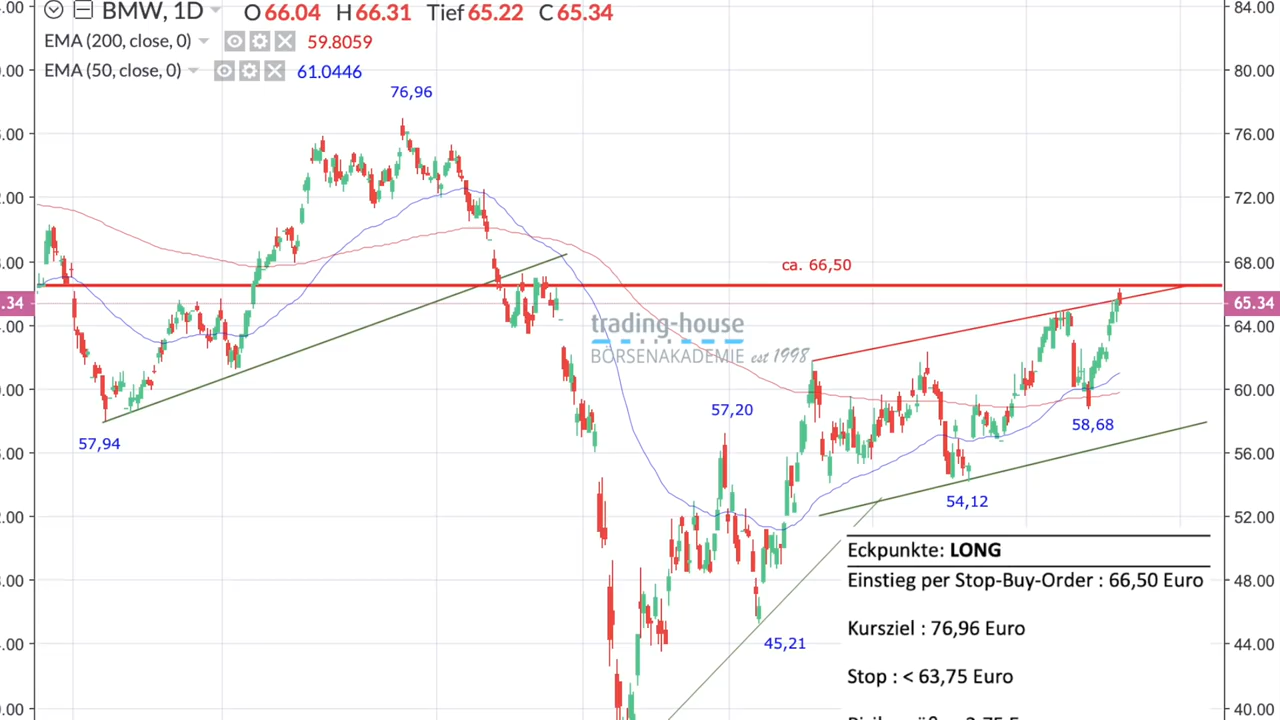 BMW, 1D O 66.04 H 66.31 Tief 65.22 C 65.34
EMA (200, close, 0) 59.8059
EMA (50, close, 0) 61.0446
84.00
80.00
76.00
72.00
68.00
65.34
64.00
60.00
56.00
52.00
48.00
44.00
40.00
76,96
ca. 66,50
trading-house
BÖRSENAKADEMIE est 1998
57,94
57,20
58,68
54,12
45,21
Eckpunkte: LONG
Einstieg per Stop-Buy-Order : 66,50 Euro
Kursziel : 76,96 Euro
Stop : < 63,75 Euro